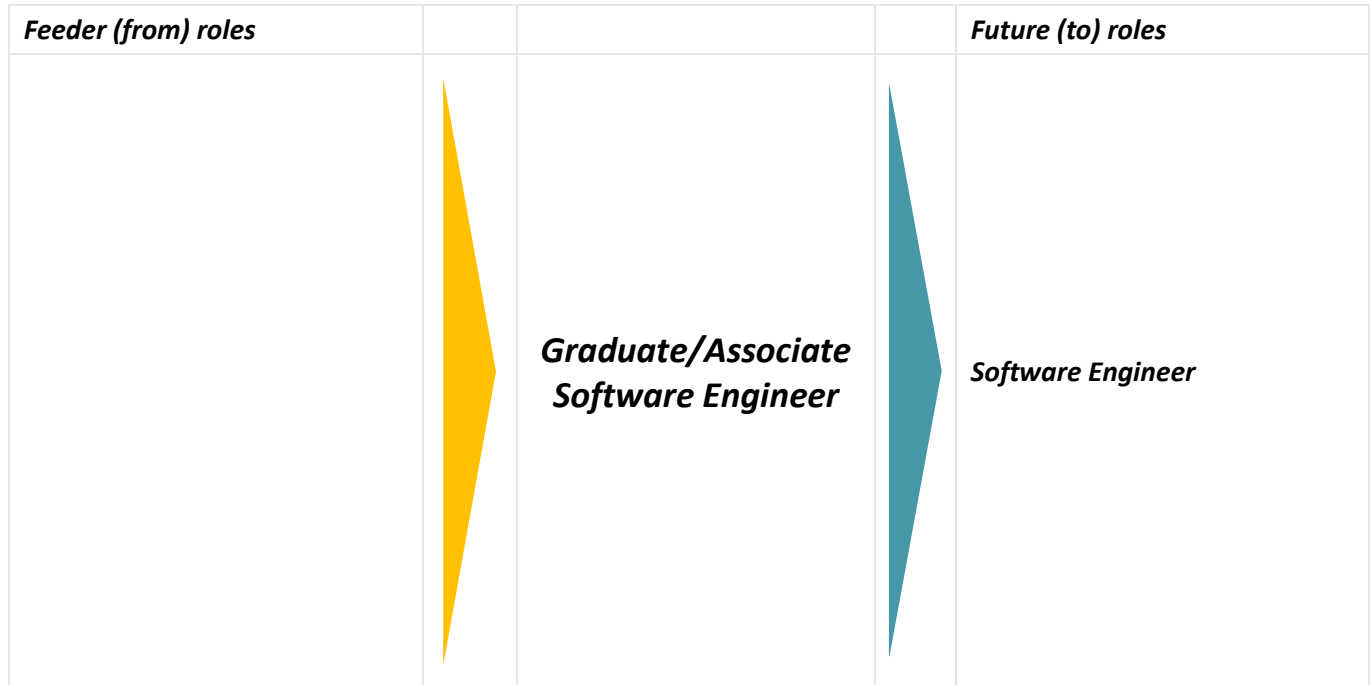 Feeder (from) roles
Future (to) roles
Graduate/Associate
Software Engineer
Software Engineer